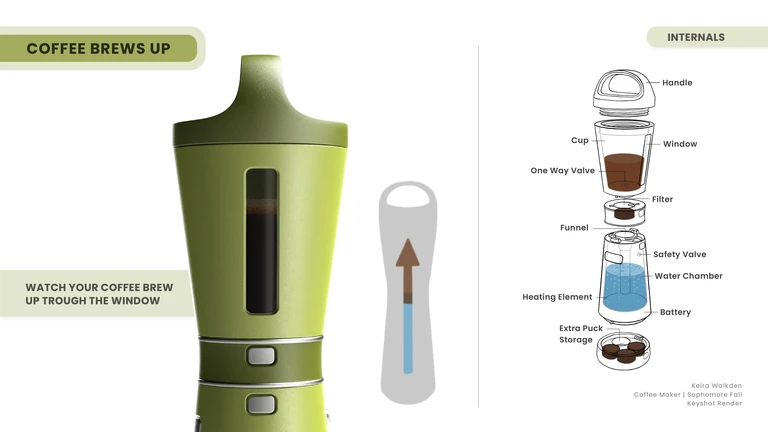 COFFEE BREWS UP
WATCH YOUR COFFEE BREW
UP TROUGH THE WINDOW
INTERNALS
Handle
Cup
Window
One Way Valve
Filter
Funnel
Safety Valve
Water Chamber
Heating Element
Battery
Extra Puck
Storage
Keira Walkden
Coffee Maker | Sophomore Fall
Keyshot Render